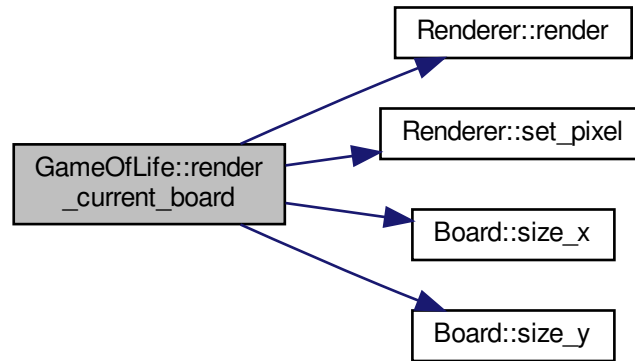 Renderer::render
Renderer::set_pixel
GameOfLife::render
_current_board
Board::size_x
Board::size_y